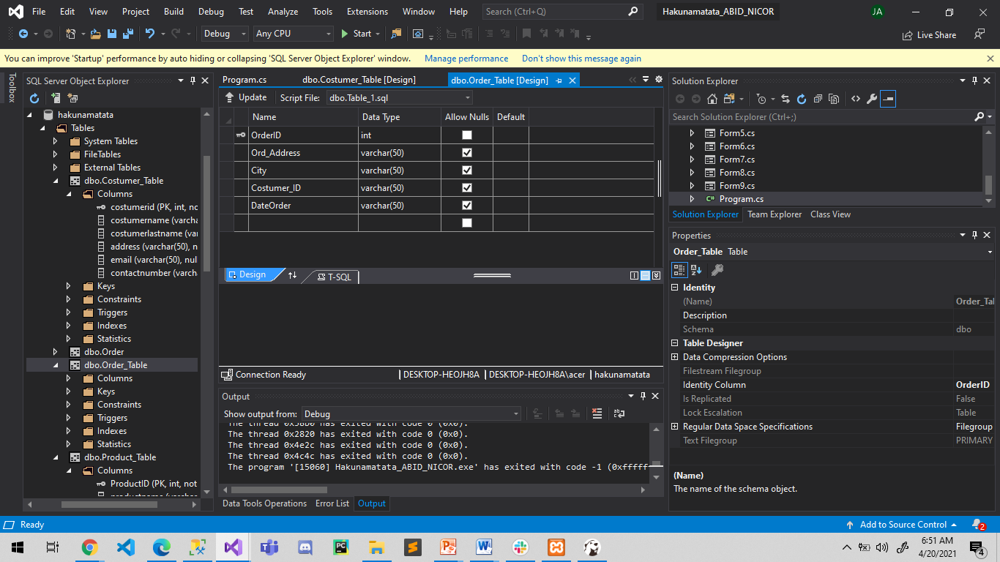 File Edit View Project Build Debug Test Analyze Tools Extensions Window Help Search (Ctrl+Q) Hakunamatata_ABID_NICOR JA
Debug Any CPU Start Live Share
You can improve 'Startup' performance by auto hiding or collapsing 'SQL Server Object Explorer' window. Manage performance Don't show this message again
Toolbox
SQL Server Object Explorer
hakunamatata
Tables
System Tables
FileTables
External Tables
dbo.Costumer_Table
Columns
costumerid (PK, int, no
costumername (varcha
costumerlastname (va
address (varchar(50), n
email (varchar(50), nul
contactnumber (varch
Keys
Constraints
Triggers
Indexes
Statistics
dbo.Order
dbo.Order_Table
Columns
Keys
Constraints
Triggers
Indexes
Statistics
dbo.Product_Table
Columns
ProductID (PK, int, not
Program.cs dbo.Costumer_Table [Design] dbo.Order_Table [Design]
Update Script File: dbo.Table_1.sql
Name Data Type Allow Nulls Default
OrderID int
Ord_Address varchar(50)
City varchar(50)
Costumer_ID varchar(50)
DateOrder varchar(50)
Design T-SQL
Connection Ready DESKTOP-HEOJH8A DESKTOP-HEOJH8A\acer hakunamatata
Output
Show output from: Debug
The thread 0x58b0 has exited with code 0 (0x0).
The thread 0x2820 has exited with code 0 (0x0).
The thread 0x4e2c has exited with code 0 (0x0).
The thread 0x4c4c has exited with code 0 (0x0).
The program '[15060] Hakunamatata_ABID_NICOR.exe' has exited with code -1 (0xffffff
Data Tools Operations Error List Output
Solution Explorer
Search Solution Explorer (Ctrl+;)
Form5.cs
Form6.cs
Form7.cs
Form8.cs
Form9.cs
C# Program.cs
Solution Explorer Team Explorer Class View
Properties
Order_Table Table
Identity
(Name) Order_Tal
Description
Schema dbo
Table Designer
Data Compression Options
Filestream Filegroup
Identity Column OrderID
Is Replicated False
Lock Escalation Table
Regular Data Space Specifications Filegroup
Text Filegroup PRIMARY
(Name)
The name of the schema object.
Ready Add to Source Control 2
6:51 AM
4/20/2021
4